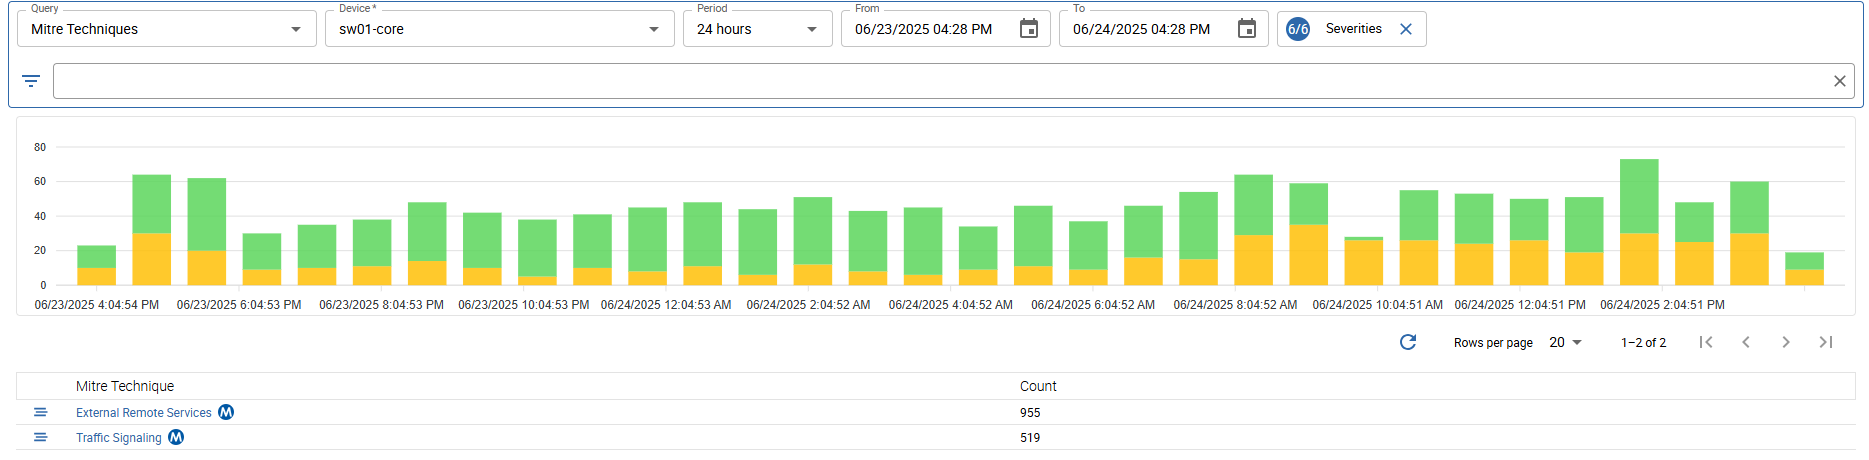 Query Device * Period From To
Mitre Techniques sw01-core 24 hours 06/23/2025 04:28 PM 06/24/2025 04:28 PM 6/6 Severities
80
60
40
20
0
06/23/2025 4:04:54 PM 06/23/2025 6:04:53 PM 06/23/2025 8:04:53 PM 06/23/2025 10:04:53 PM 06/24/2025 12:04:53 AM 06/24/2025 2:04:52 AM 06/24/2025 4:04:52 AM 06/24/2025 6:04:52 AM 06/24/2025 8:04:52 AM 06/24/2025 10:04:51 AM 06/24/2025 12:04:51 PM 06/24/2025 2:04:51 PM
Rows per page 20 1–2 of 2
Mitre Technique Count
External Remote Services M 955
Traffic Signaling M 519